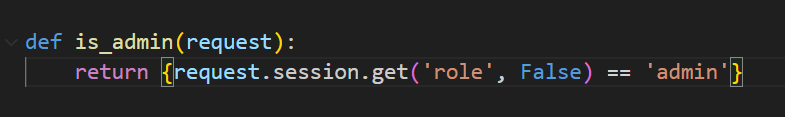 def is_admin(request):
    return {request.session.get('role', False) == 'admin'}